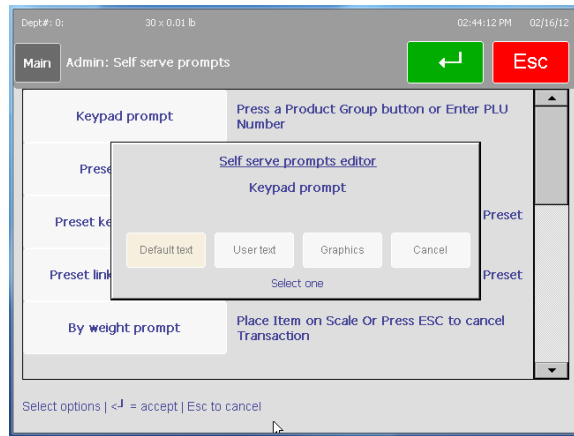 Dept#: 0: 30 x 0.01 lb 02:44:12 PM 02/16/12
Main Admin: Self serve prompts Esc
Keypad prompt Press a Product Group button or Enter PLU
Number
Self serve prompts editor
Prese
Keypad prompt
Preset ke Preset
Default text User text Graphics Cancel
Preset link Preset
Select one
By weight prompt Place Item on Scale Or Press ESC to cancel
Transaction
Select options | <┘ = accept | Esc to cancel